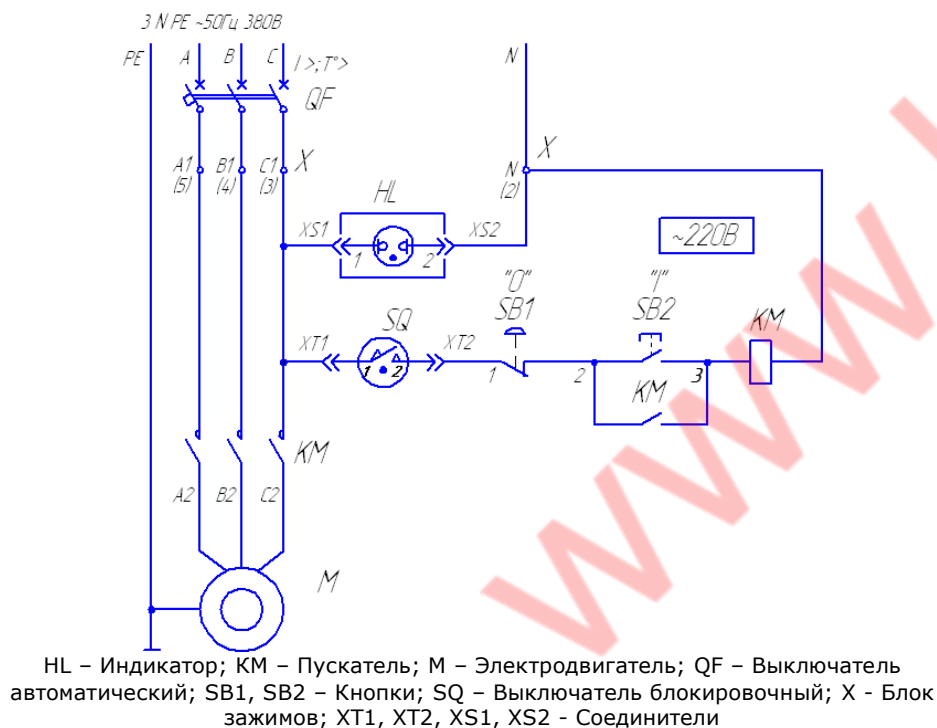 3 N PE ~50Гц 380В
PE A B C I >;T°> N
QF
A1 B1 C1 X N X
(5) (4) (3) (2)
HL
XS1 1 2 XS2
~220В
"0" "I"
SQ SB1 SB2 KM
XT1 1 2 XT2 1 2 3
KM
KM
A2 B2 C2
M
HL – Индикатор; KM – Пускатель; M – Электродвигатель; QF – Выключатель
автоматический; SB1, SB2 – Кнопки; SQ – Выключатель блокировочный; X - Блок
зажимов; XT1, XT2, XS1, XS2 - Соединители
www